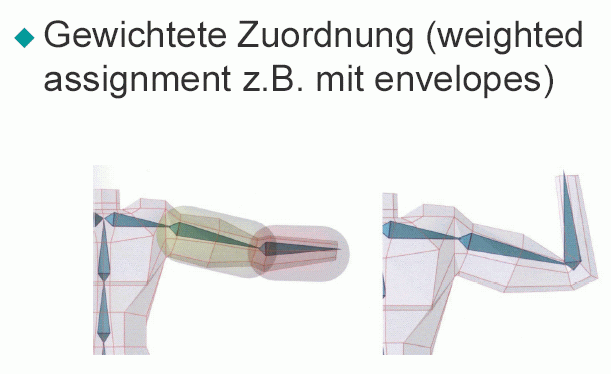 Gewichtete Zuordnung (weighted
assignment z.B. mit envelopes)